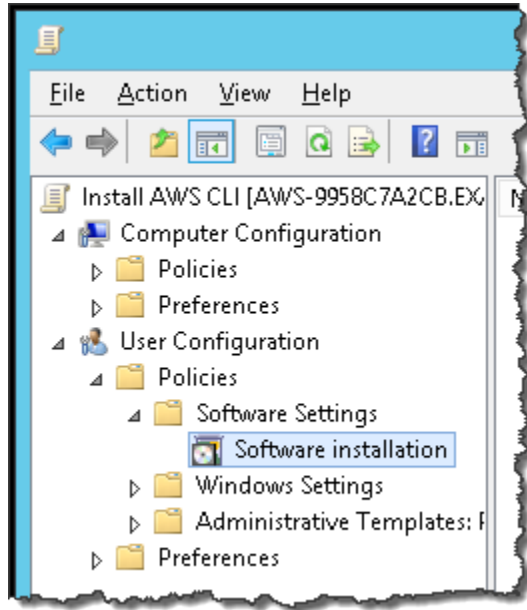 File Action View Help
Install AWS CLI [AWS-9958C7A2CB.EX
Computer Configuration
Policies
Preferences
User Configuration
Policies
Software Settings
Software installation
Windows Settings
Administrative Templates:
Preferences